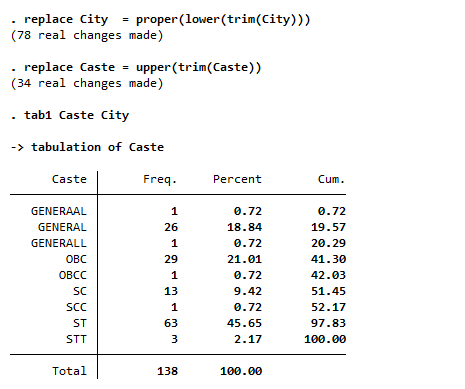 . replace City  = proper(lower(trim(City)))
(78 real changes made)
. replace Caste = upper(trim(Caste))
(34 real changes made)
. tab1 Caste City
-> tabulation of Caste
Caste Freq. Percent Cum.
GENERAAL 1 0.72 0.72
GENERAL 26 18.84 19.57
GENERALL 1 0.72 20.29
OBC 29 21.01 41.30
OBCC 1 0.72 42.03
SC 13 9.42 51.45
SCC 1 0.72 52.17
ST 63 45.65 97.83
STT 3 2.17 100.00
Total 138 100.00